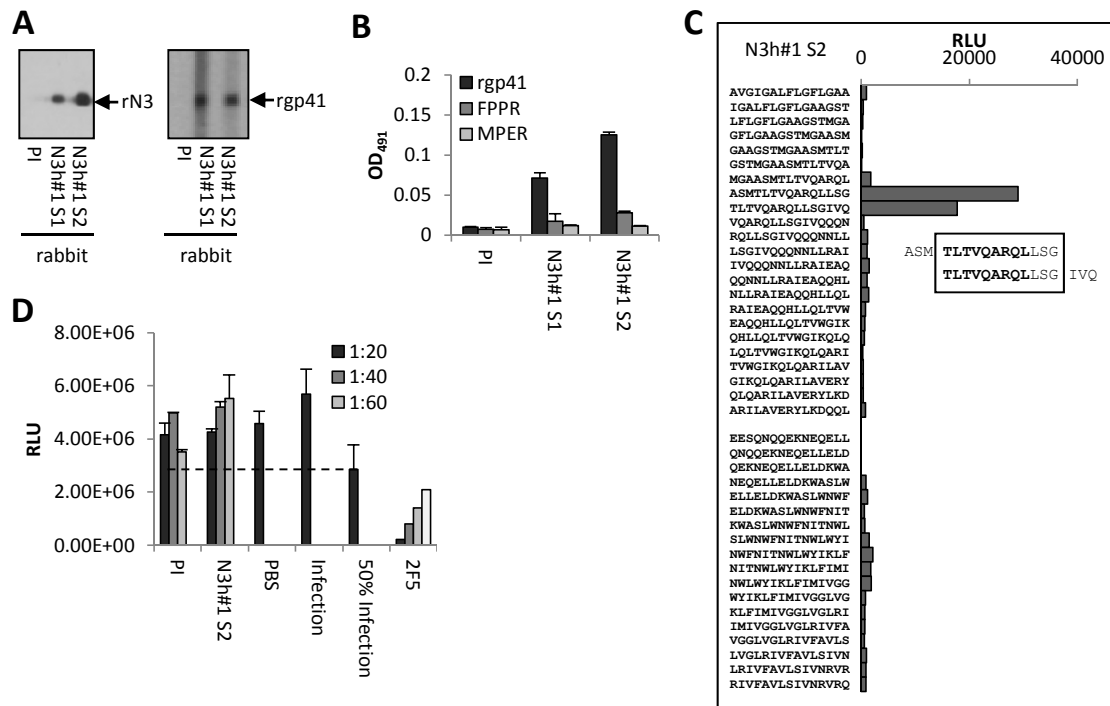 A
rN3
PI
N3h#1 S1
N3h#1 S2
rabbit
rgp41
PI
N3h#1 S1
N3h#1 S2
rabbit
B
OD491
0.2
0.15
0.1
0.05
0
rgp41
FPPR
MPER
PI
N3h#1 S1
N3h#1 S2
C
N3h#1 S2
RLU
0
20000
40000
AVGIGALFLGFLGAA
IGALFLGFLGAAGSTMGA
LFLGFLGAAGSTMGA
GFLGAAGSTMGAASM
GAAGSTMGAASMTLT
GSTMGAASMTLTVQA
MGAASMTLTVQARQL
ASMTLTVQARQLLSG
TLTVQARQLLSGIVQ
VQARQLLSGIVQQQN
RQLLSGIVQQQNNLL
LSGIVQQQNNLLRAI
IVQQQNNLLRAIEAQ
QQNNLLRAIEAQQHL
NLLRAIEAQQHLLQL
RAIEAQQHLLQLTVW
EAQQHLLQLTVWGIK
QHLLQLTVWGIKQLQ
LQLTVWGIKQLQARI
TVWGIKQLQARILAV
GIKQLQARILAVERY
QLQARILAVERYLKD
ARILAVERYLKDQQL
ASM TLTVQARQLLSG
TLTVQARQLLSG IVQ
EESQNQQEKNEQELL
QNQQEKNEQELLELD
QEKNEQELLELDKWA
NEQELLELDKWASLW
ELLELDKWASLWNWF
ELDKWASLWNWFNIT
KWASLWNWFNITNWL
SLWNWFNITNWLWYI
NWFNITNWLWYIKLF
NITNWLWYIKLFIMI
NWLWYIKLFIMIVGG
WYIKLFIMIVGGLVG
KLFIMIVGGLVGLRI
IMIVGGLVGLRIVFA
VGGLVGLRIVFAVLS
LVGLRIVFAVLSIVN
LRIVFAVLSIVNRVR
RIVFAVLSIVNRVRQ
D
RLU
8.00E+06
6.00E+06
4.00E+06
2.00E+06
0.00E+00
1:20
1:40
1:60
PI
N3h#1 S2
PBS
Infection
50% Infection
2F5